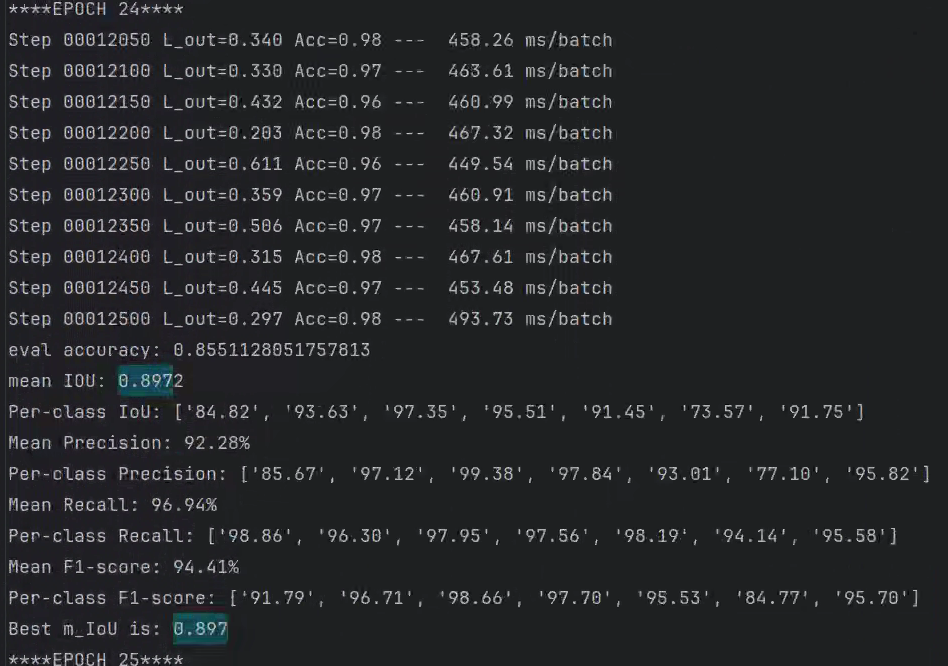 ****EPOCH 24****
Step 00012050 L_out=0.340 Acc=0.98 ---  458.26 ms/batch
Step 00012100 L_out=0.330 Acc=0.97 ---  463.61 ms/batch
Step 00012150 L_out=0.432 Acc=0.96 ---  460.99 ms/batch
Step 00012200 L_out=0.203 Acc=0.98 ---  467.32 ms/batch
Step 00012250 L_out=0.611 Acc=0.96 ---  449.54 ms/batch
Step 00012300 L_out=0.359 Acc=0.97 ---  460.91 ms/batch
Step 00012350 L_out=0.506 Acc=0.97 ---  458.14 ms/batch
Step 00012400 L_out=0.315 Acc=0.98 ---  467.61 ms/batch
Step 00012450 L_out=0.445 Acc=0.97 ---  453.48 ms/batch
Step 00012500 L_out=0.297 Acc=0.98 ---  493.73 ms/batch
eval accuracy: 0.8551128051757813
mean IOU: 0.8972
Per-class IoU: ['84.82', '93.63', '97.35', '95.51', '91.45', '73.57', '91.75']
Mean Precision: 92.28%
Per-class Precision: ['85.67', '97.12', '99.38', '97.84', '93.01', '77.10', '95.82']
Mean Recall: 96.94%
Per-class Recall: ['98.86', '96.30', '97.95', '97.56', '98.19', '94.14', '95.58']
Mean F1-score: 94.41%
Per-class F1-score: ['91.79', '96.71', '98.66', '97.70', '95.53', '84.77', '95.70']
Best m_IoU is: 0.897
****EPOCH 25****